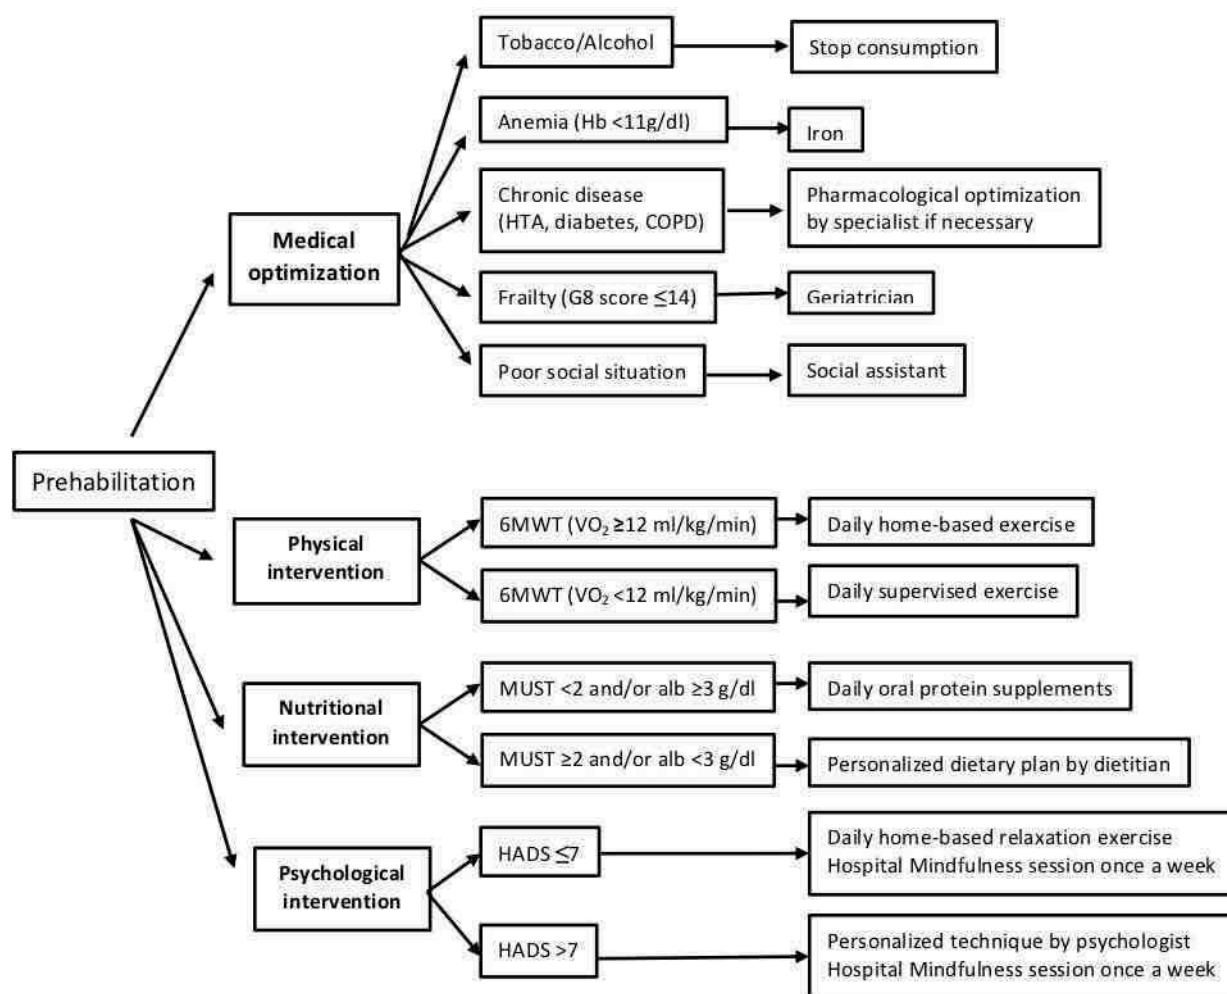 Tobacco/Alcohol
Stop consumption
Anemia (Hb <11g/dl)
Iron
Chronic disease
(HTA, diabetes, COPD)
Pharmacological optimization
by specialist if necessary
Medical
optimization
Frailty (G8 score ≤14)
Geriatrician
Poor social situation
Social assistant
Prehabilitation
Physical
intervention
6MWT (VO₂ ≥12 ml/kg/min)
Daily home-based exercise
6MWT (VO₂ <12 ml/kg/min)
Daily supervised exercise
Nutritional
intervention
MUST <2 and/or alb ≥3 g/dl
Daily oral protein supplements
MUST ≥2 and/or alb <3 g/dl
Personalized dietary plan by dietitian
Psychological
intervention
HADS ≤7
Daily home-based relaxation exercise
Hospital Mindfulness session once a week
HADS >7
Personalized technique by psychologist
Hospital Mindfulness session once a week